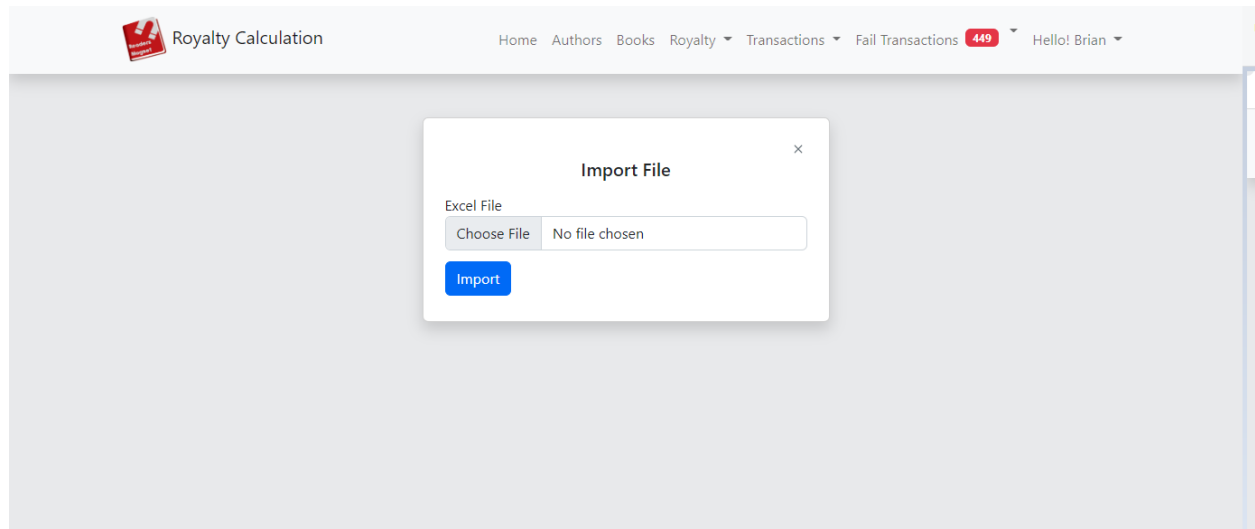 Royalty Calculation
Home Authors Books Royalty Transactions Fail Transactions 449 Hello! Brian
×
Import File
Excel File
Choose File No file chosen
Import